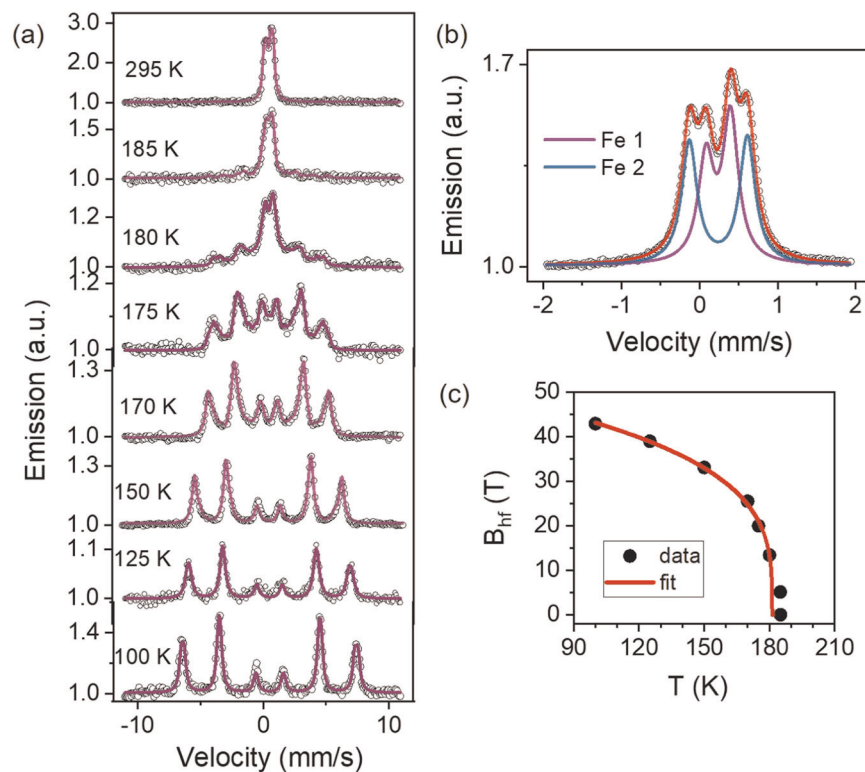 (a)
Emission (a.u.)
3.0
2.0
1.0
295 K
1.5
1.0
185 K
1.2
1.0
180 K
1.2
1.0
175 K
1.3
1.0
170 K
1.3
1.0
150 K
1.1
1.0
125 K
1.4
1.0
100 K
-10 0 10
Velocity (mm/s)
(b)
Emission (a.u.)
1.7
1.0
Fe 1
Fe 2
-2 -1 0 1 2
Velocity (mm/s)
(c)
Bhf (T)
50
40
30
20
10
0
data
fit
90 120 150 180 210
T (K)